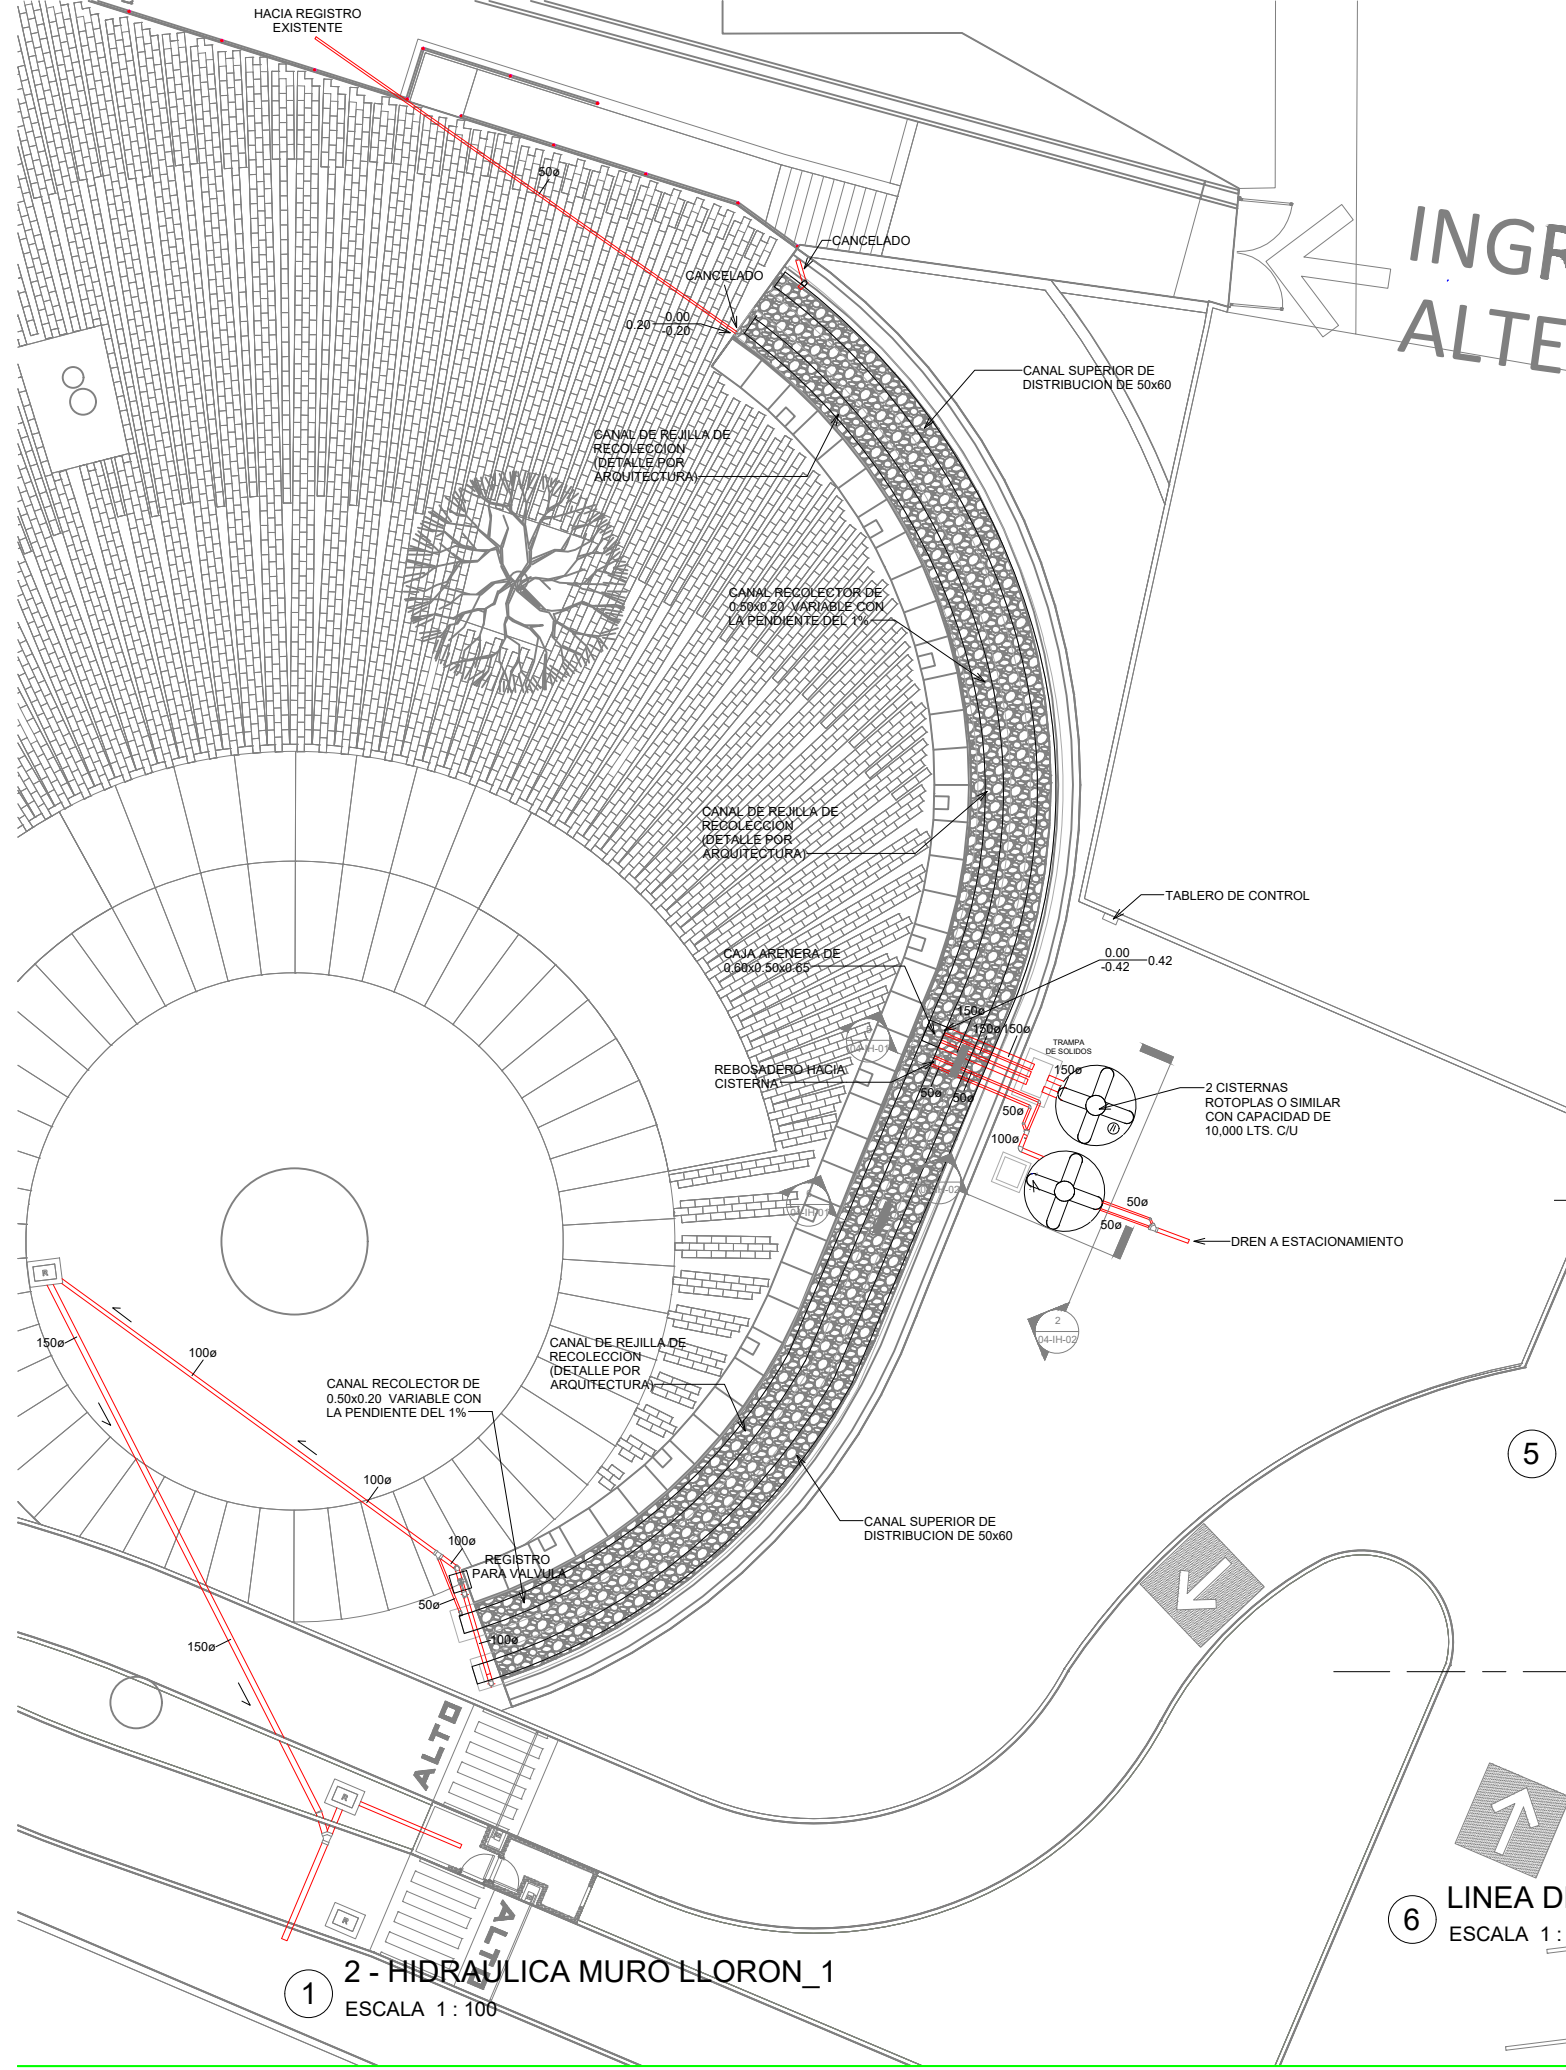 HACIA REGISTRO
EXISTENTE
50ø
CANCELADO
CANCELADO
0.00
0.20
-0.20
INGR
ALTE
CANAL SUPERIOR DE
DISTRIBUCION DE 50x60
CANAL DE REJILLA DE
RECOLECCION
(DETALLE POR
ARQUITECTURA)
CANAL RECOLECTOR DE
0.50x0.20 VARIABLE CON
LA PENDIENTE DEL 1%
CANAL DE REJILLA DE
RECOLECCION
(DETALLE POR
ARQUITECTURA)
TABLERO DE CONTROL
CAJA ARENERA DE
0.60x0.50x0.65
0.00
-0.42
0.42
150ø
150ø
150ø
04-IH-01
TRAMPA
DE SOLIDOS
150ø
REBOSADERO HACIA
CISTERNA
50ø
50ø
50ø
100ø
2 CISTERNAS
ROTOPLAS O SIMILAR
CON CAPACIDAD DE
10,000 LTS. C/U
50ø
50ø
DREN A ESTACIONAMIENTO
2
04-IH-02
R
150ø
100ø
CANAL DE REJILLA DE
RECOLECCION
(DETALLE POR
ARQUITECTURA)
CANAL RECOLECTOR DE
0.50x0.20 VARIABLE CON
LA PENDIENTE DEL 1%
100ø
5
CANAL SUPERIOR DE
DISTRIBUCION DE 50x60
100ø
REGISTRO
PARA VALVULA
50ø
100ø
150ø
ALTO
R
R
ALTO
6
LINEA D
ESCALA 1 :
1
2 - HIDRAULICA MURO LLORON_1
ESCALA 1 : 100